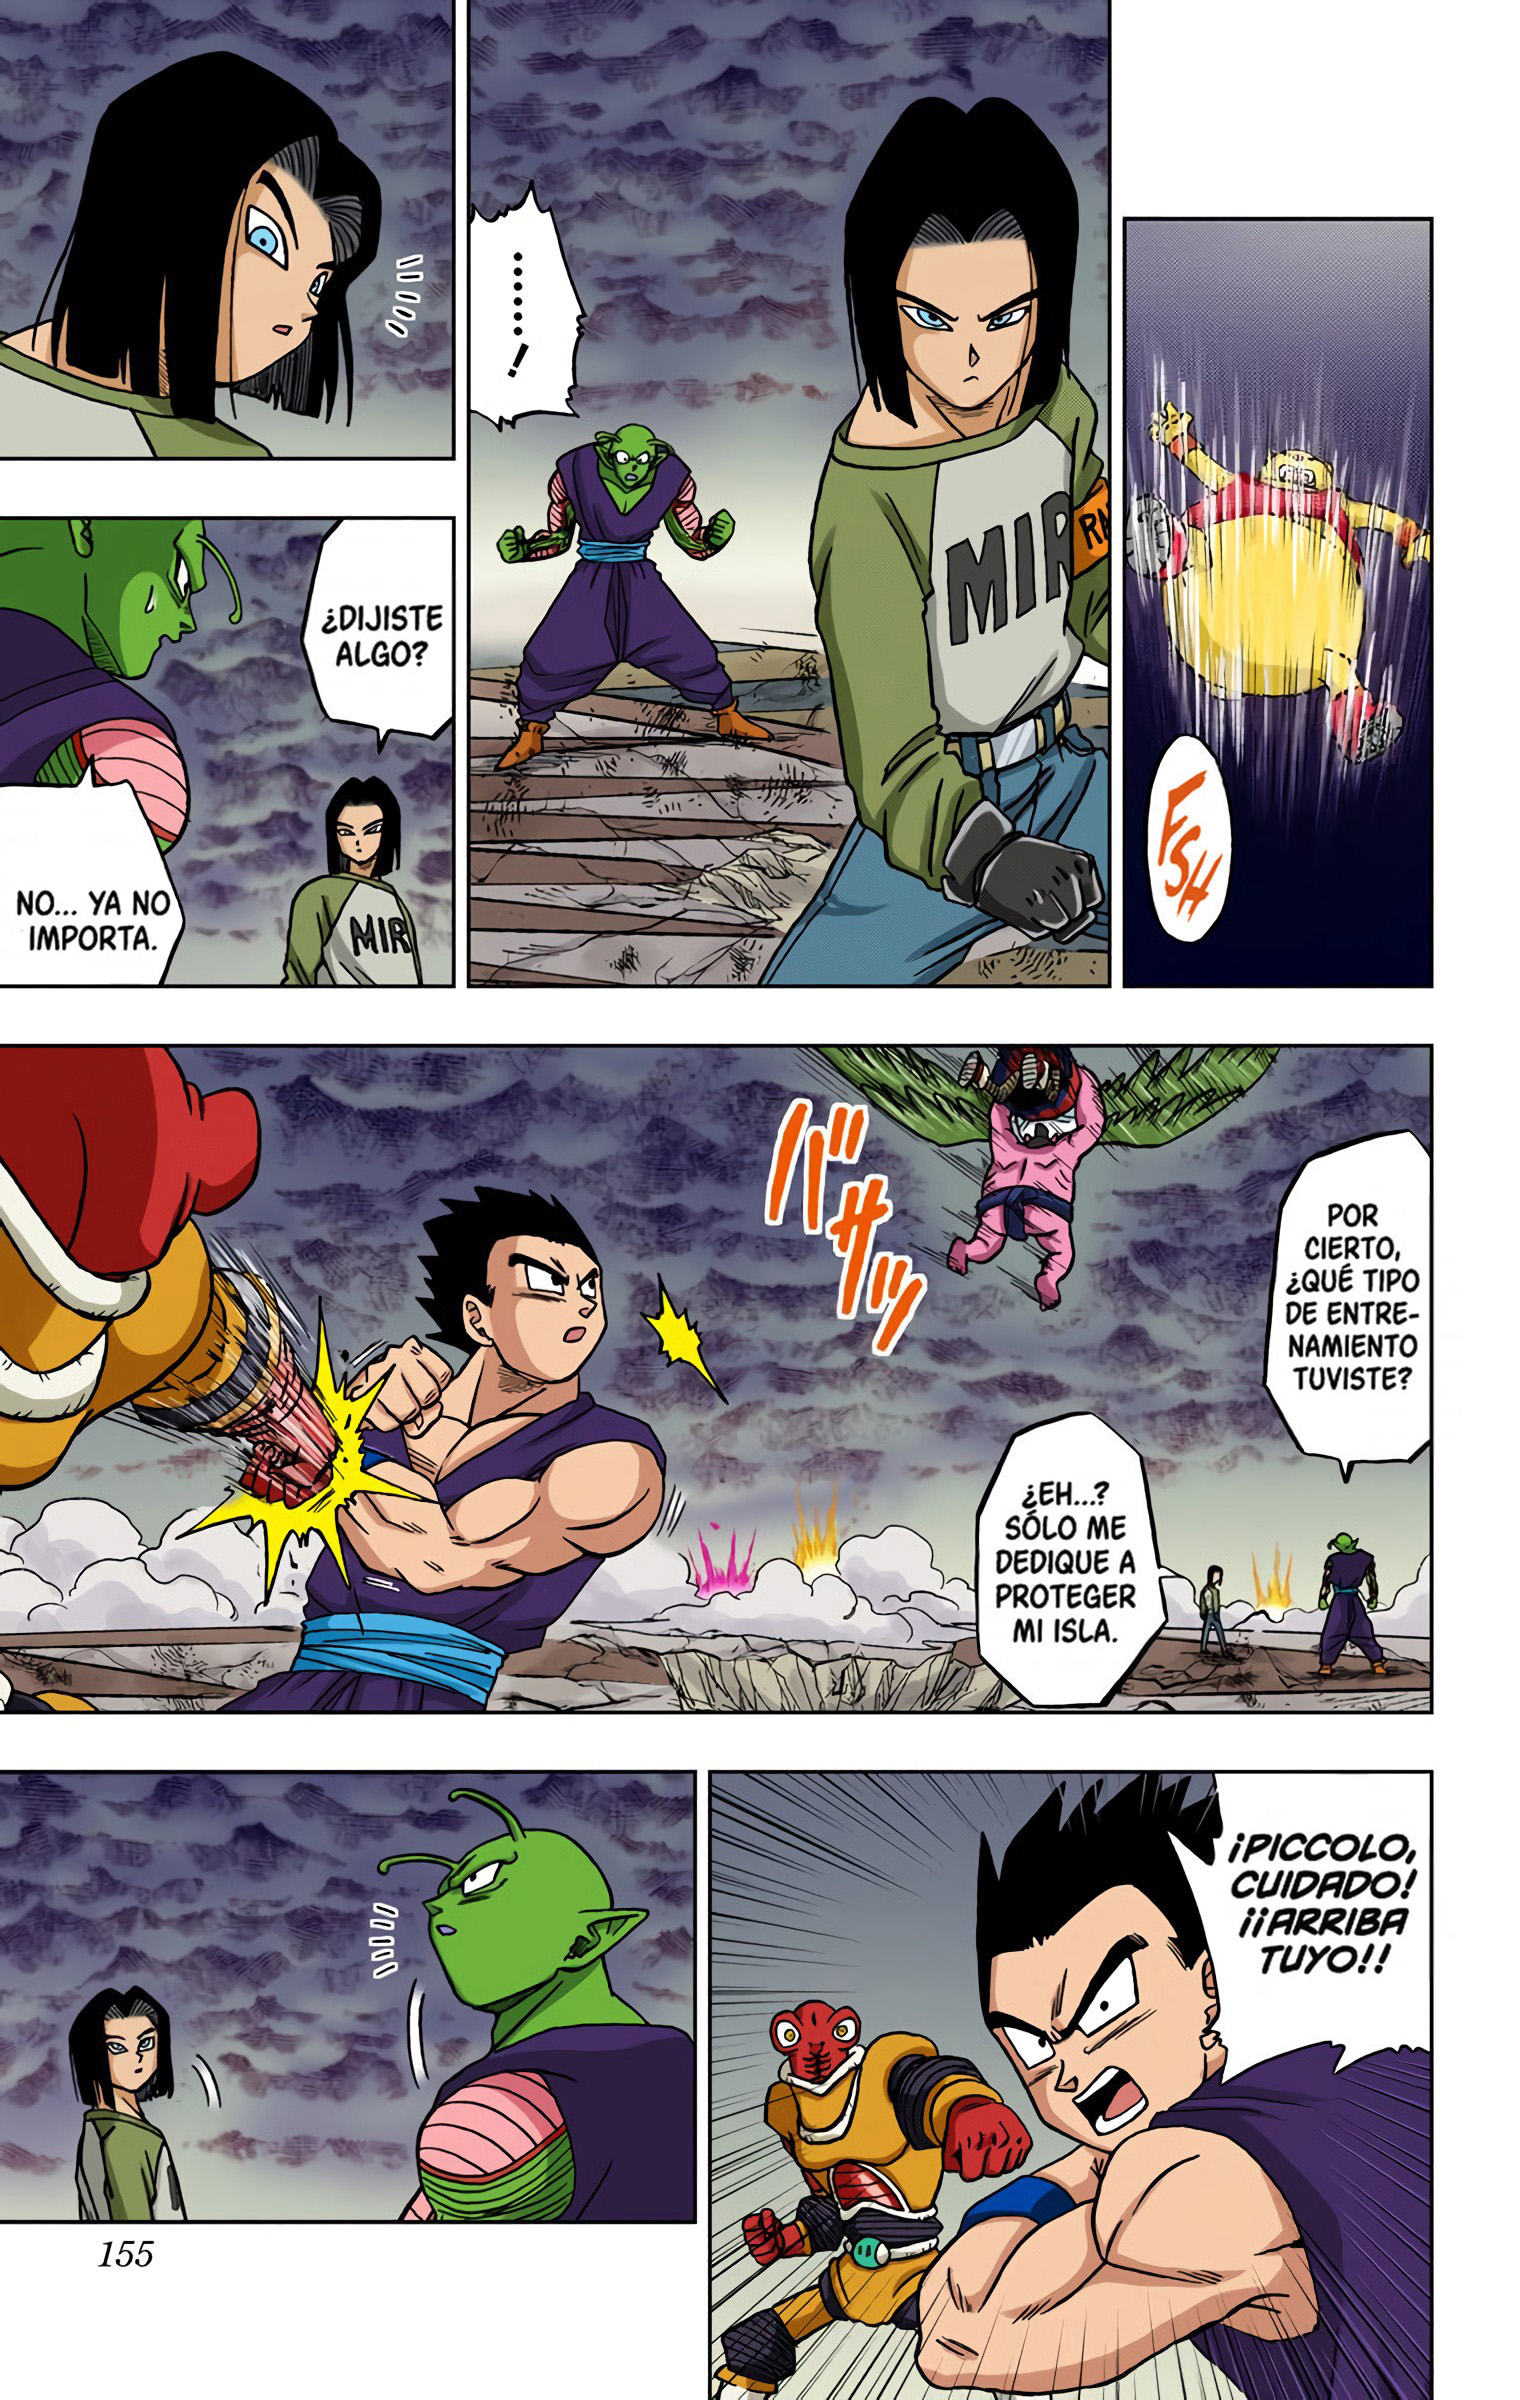 FSH
.......!
MIR
RA
¿DIJISTE
ALGO?
MIR
NO... YA NO
IMPORTA.
POR
CIERTO,
¿QUÉ TIPO
DE ENTRE-
NAMIENTO
TUVISTE?
バサッ
¿EH...?
SÓLO ME
DEDIQUE A
PROTEGER
MI ISLA.
¡PICCOLO,
CUIDADO!
¡¡ARRIBA
TUYO!!
155